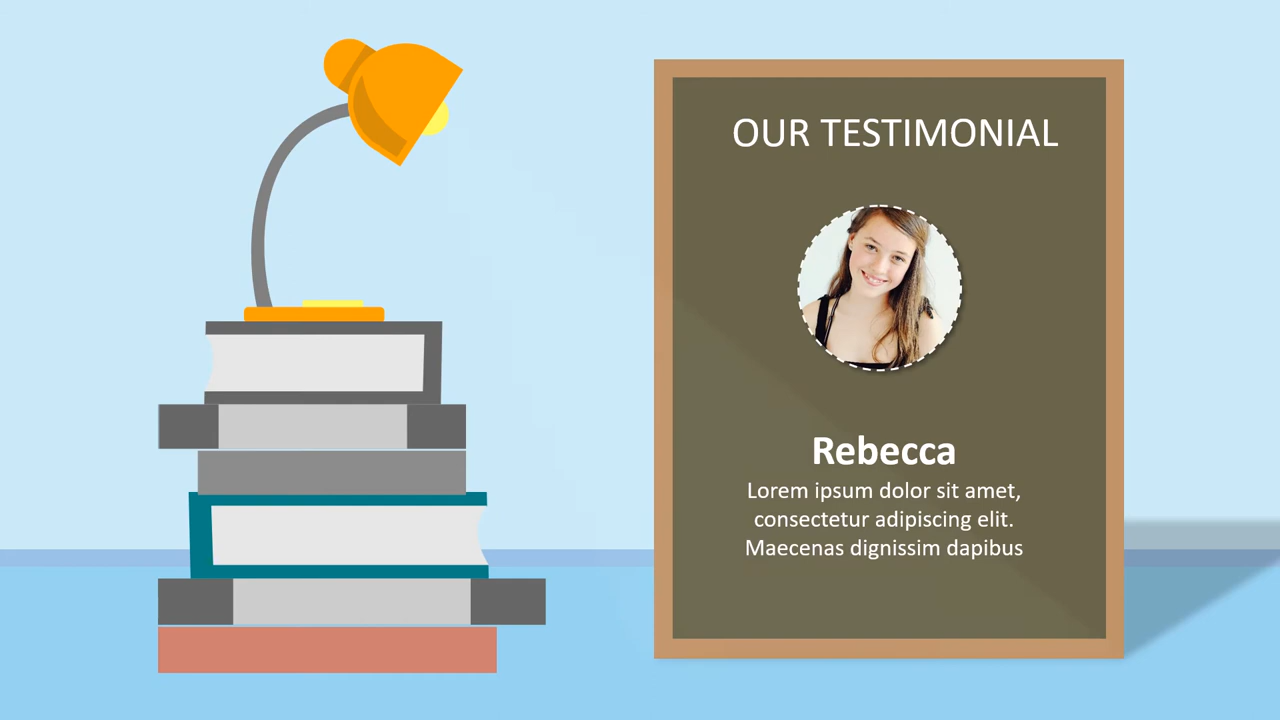 OUR TESTIMONIAL
Rebecca
Lorem ipsum dolor sit amet,
consectetur adipiscing elit.
Maecenas dignissim dapibus